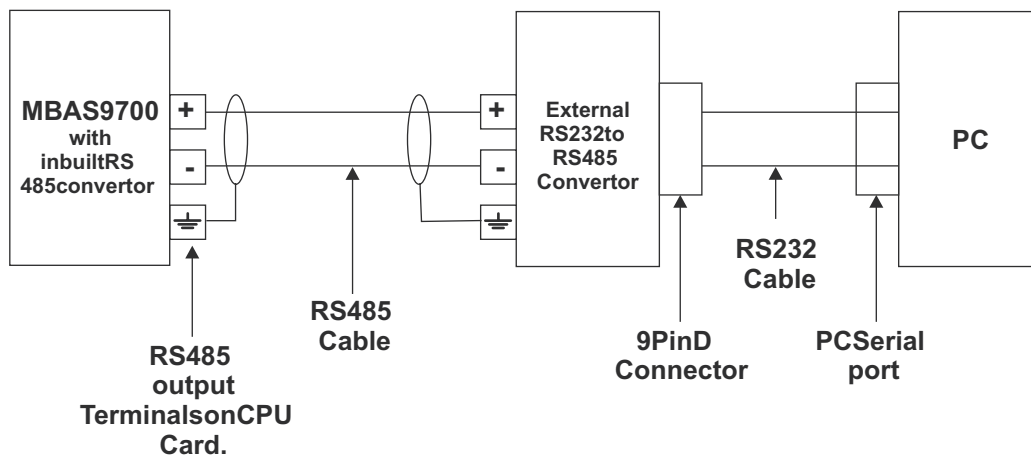 MBAS9700
with
inbuiltRS
485convertor
+
-
+
-
External
RS232to
RS485
Convertor
PC
RS485
output
TerminalsonCPU
Card.
RS485
Cable
9PinD
Connector
RS232
Cable
PCSerial
port